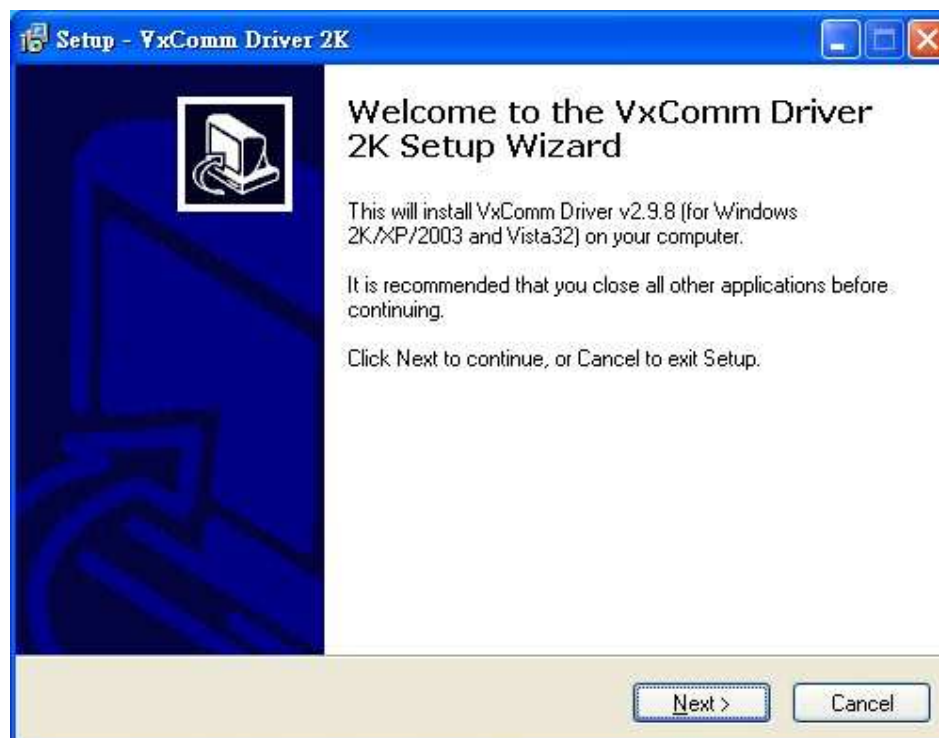 Setup - VxComm Driver 2K
Welcome to the VxComm Driver
2K Setup Wizard
This will install VxComm Driver v2.9.8 (for Windows
2K/XP/2003 and Vista32) on your computer.
It is recommended that you close all other applications before
continuing.
Click Next to continue, or Cancel to exit Setup.
Next >
Cancel